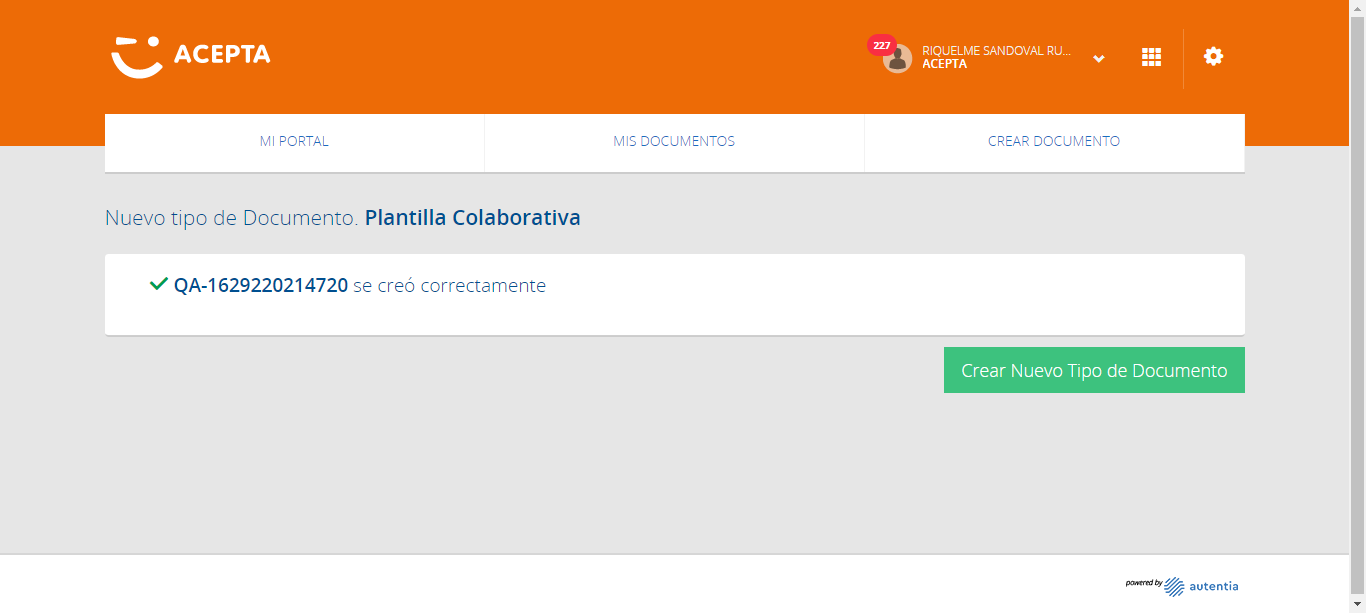 ACEPTA
227
RIQUELME SANDOVAL RU...
ACEPTA
MI PORTAL
MIS DOCUMENTOS
CREAR DOCUMENTO
Nuevo tipo de Documento. Plantilla Colaborativa
QA-1629220214720 se creó correctamente
Crear Nuevo Tipo de Documento
powered by autentia